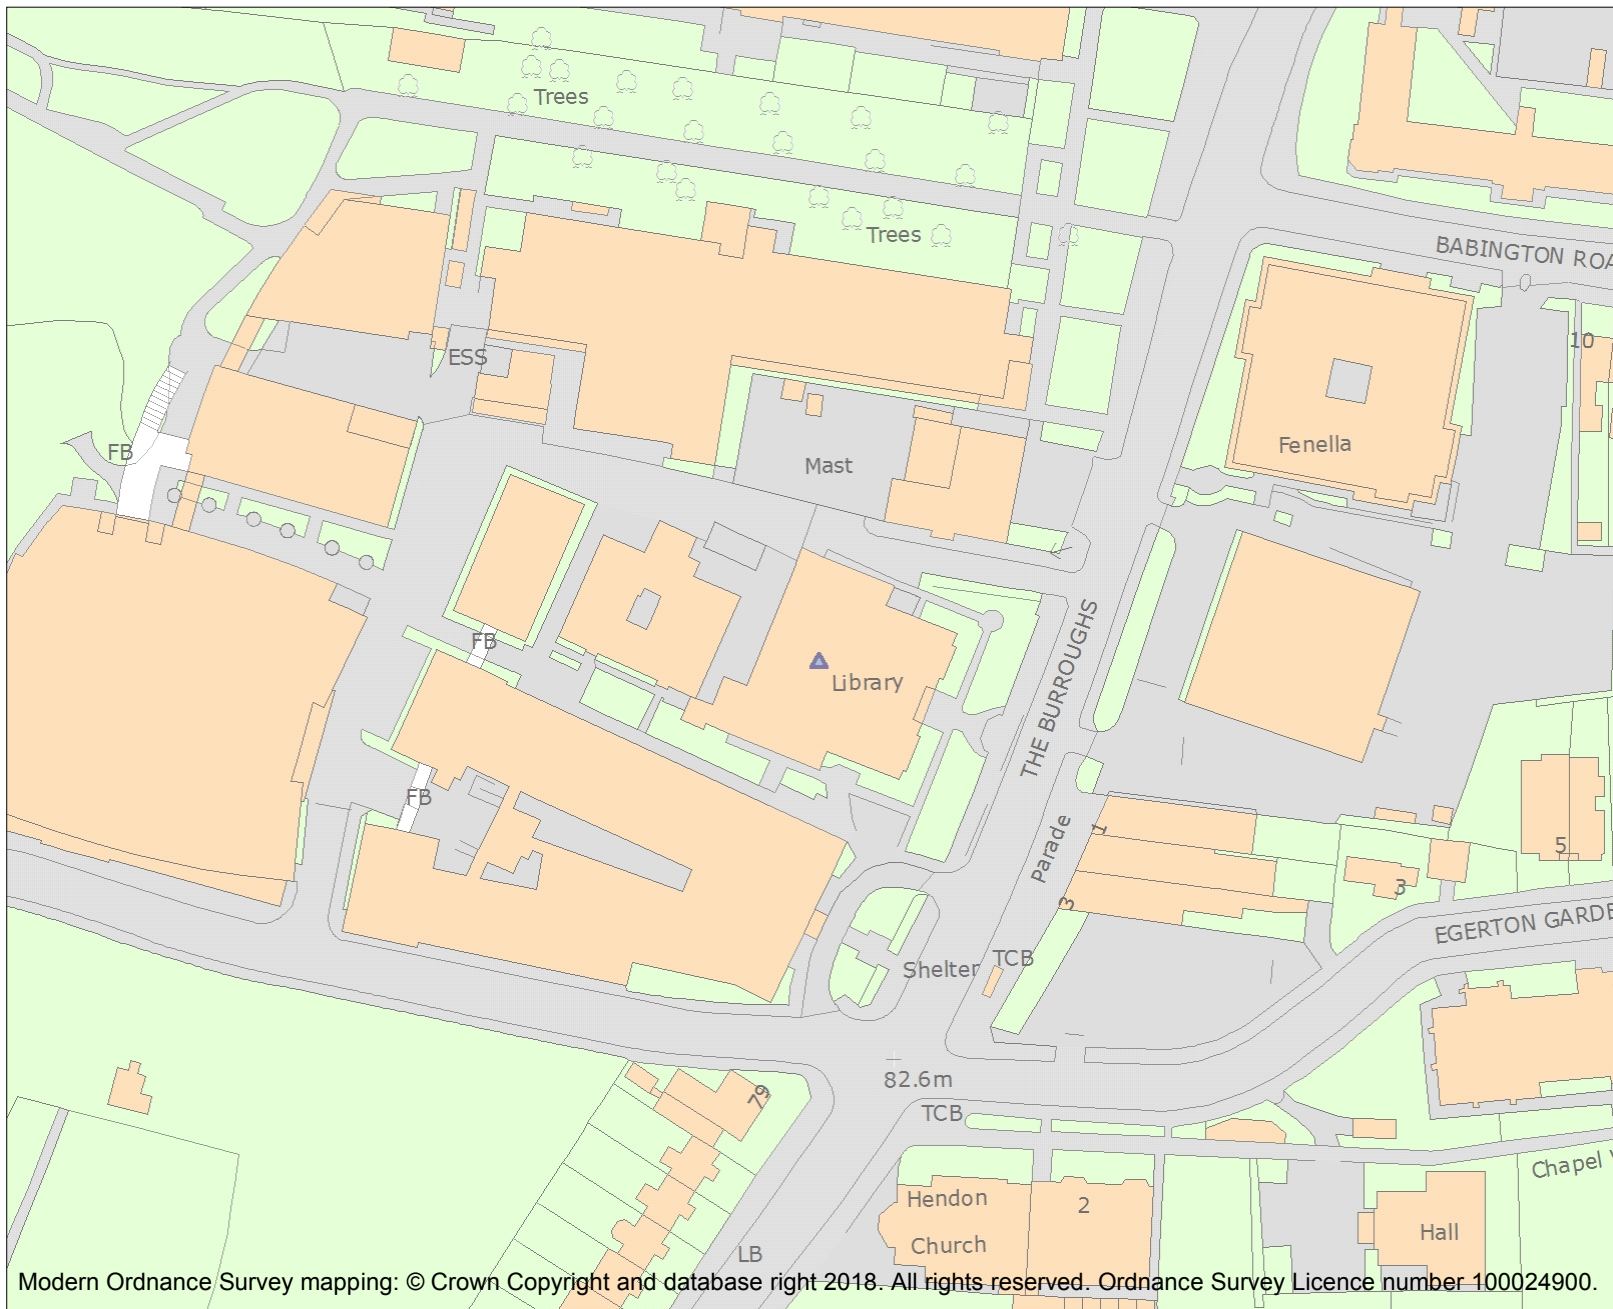 Trees
Trees
BABINGTON ROA
10
ESS
Fenella
FB
Mast
FB
Library
THE BURROUGHS
FB
1
Parade
5
3
3
EGERTON GARDE
Shelter
TCB
82.6m
79
TCB
Chapel
Hendon
Church
2
Hall
LB
Modern Ordnance Survey mapping: © Crown Copyright and database right 2018. All rights reserved. Ordnance Survey Licence number 100024900.